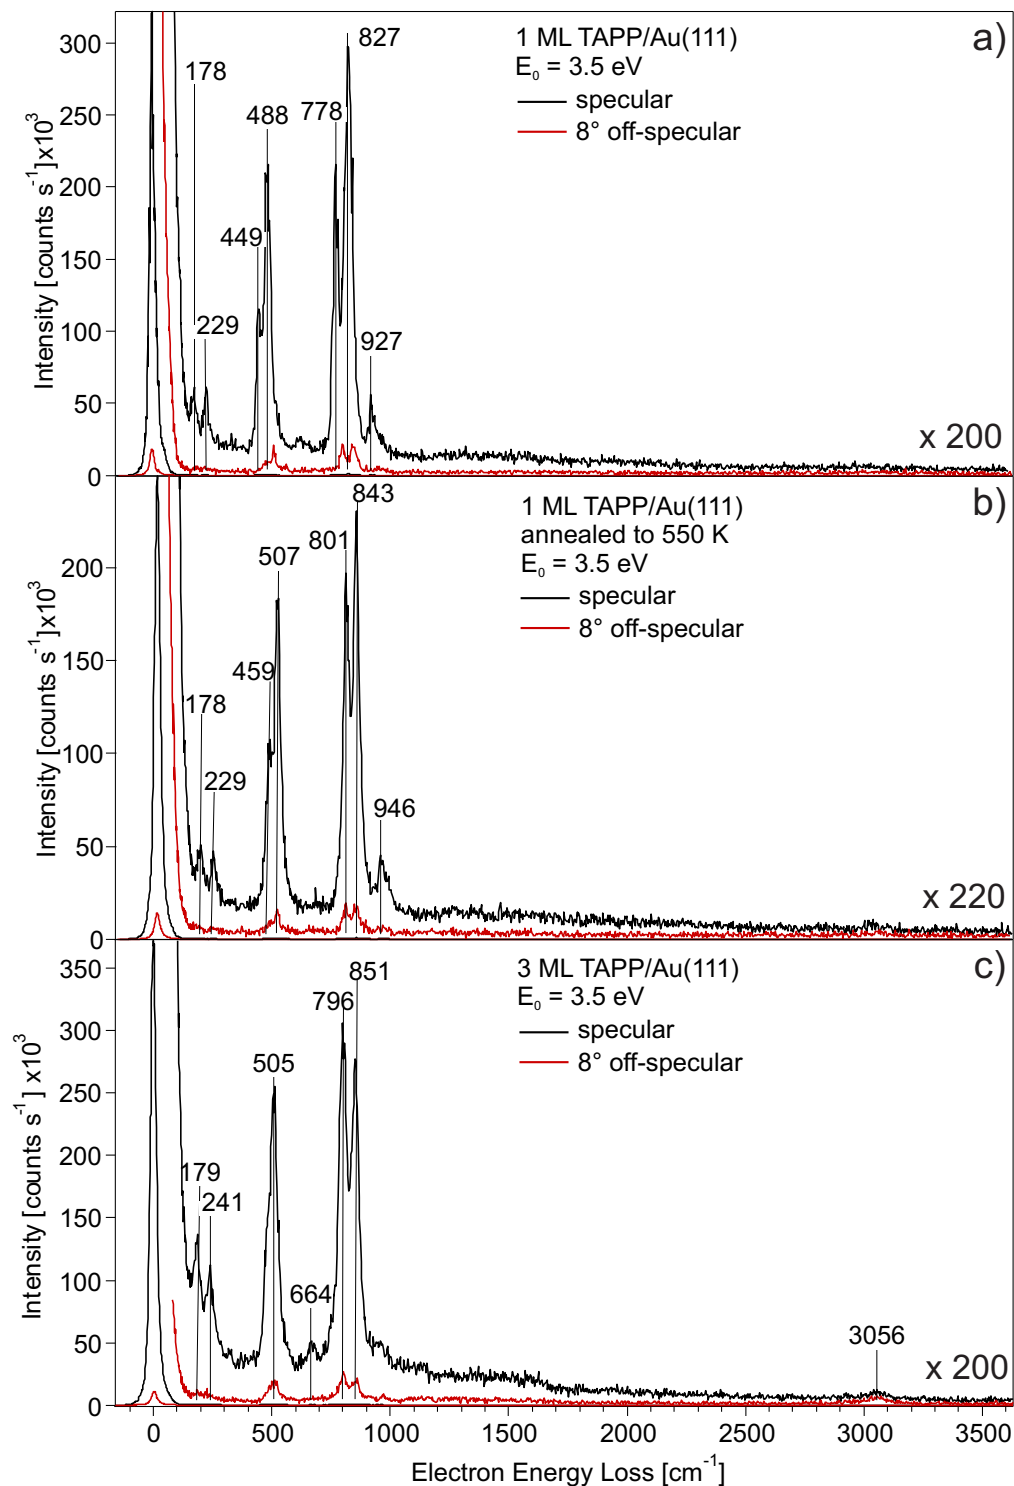 a)
1 ML TAPP/Au(111)
E₀ = 3.5 eV
specular
8° off-specular
178
229
449
488
778
827
927
x 200
300
250
200
150
100
50
0
Intensity [counts s⁻¹]x10³
b)
1 ML TAPP/Au(111)
annealed to 550 K
E₀ = 3.5 eV
specular
8° off-specular
178
229
459
507
801
843
946
x 220
200
150
100
50
0
Intensity [counts s⁻¹]x10³
c)
3 ML TAPP/Au(111)
E₀ = 3.5 eV
specular
8° off-specular
179
241
505
664
796
851
3056
x 200
350
300
250
200
150
100
50
0
Intensity [counts s⁻¹] x10³
0 500 1000 1500 2000 2500 3000 3500
Electron Energy Loss [cm⁻¹]